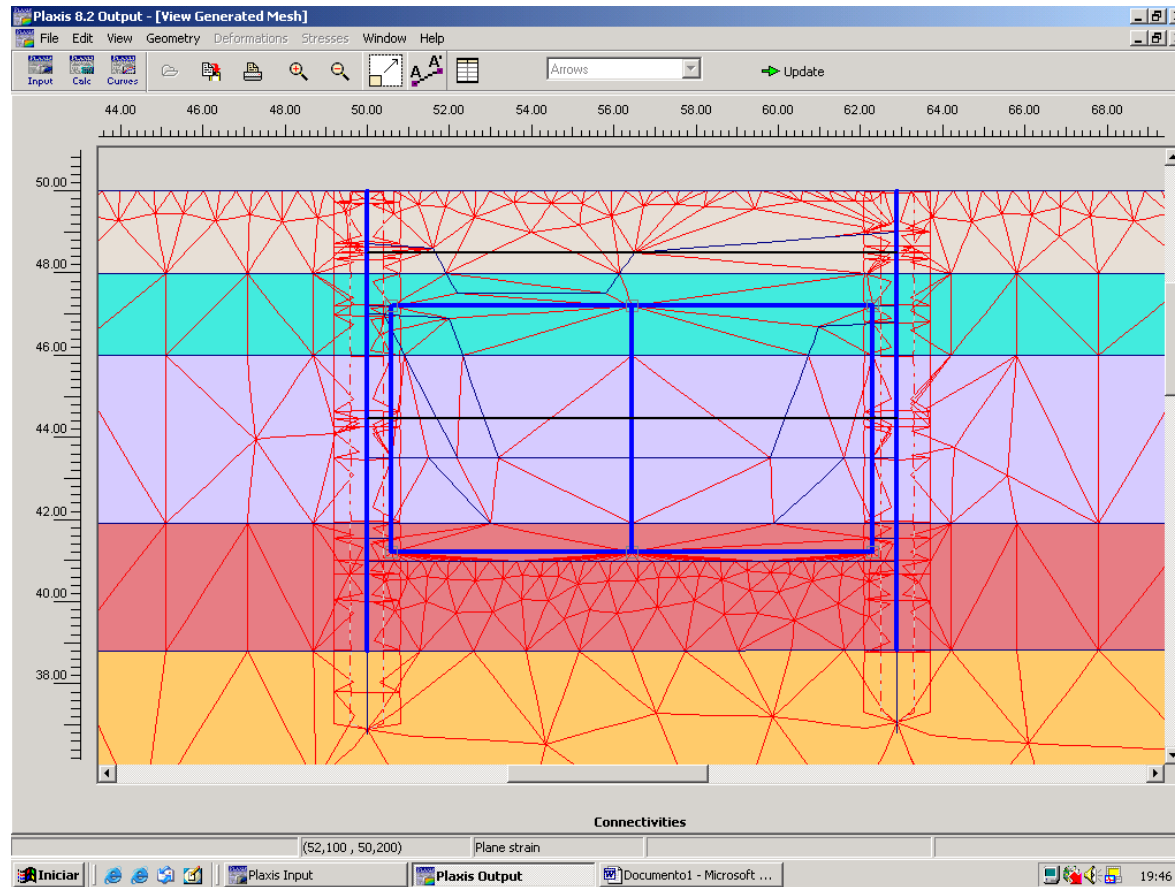 Plaxis 8.2 Output - [View Generated Mesh]
File Edit View Geometry Deformations Stresses Window Help
Input Calc Curves A A* Arrows Update
44.00 46.00 48.00 50.00 52.00 54.00 56.00 58.00 60.00 62.00 64.00 66.00 68.00
50.00
48.00
46.00
44.00
42.00
40.00
38.00
Connectivities
(52,100 , 50,200) Plane strain
Iniciar Plaxis Input Plaxis Output Documento1 - Microsoft ... 19:46